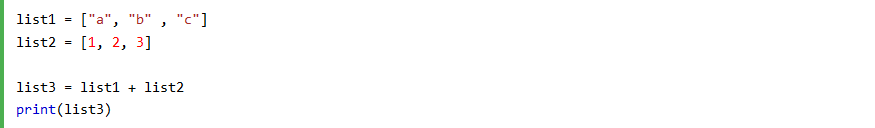 list1 = ["a", "b" , "c"]
list2 = [1, 2, 3]
list3 = list1 + list2
print(list3)